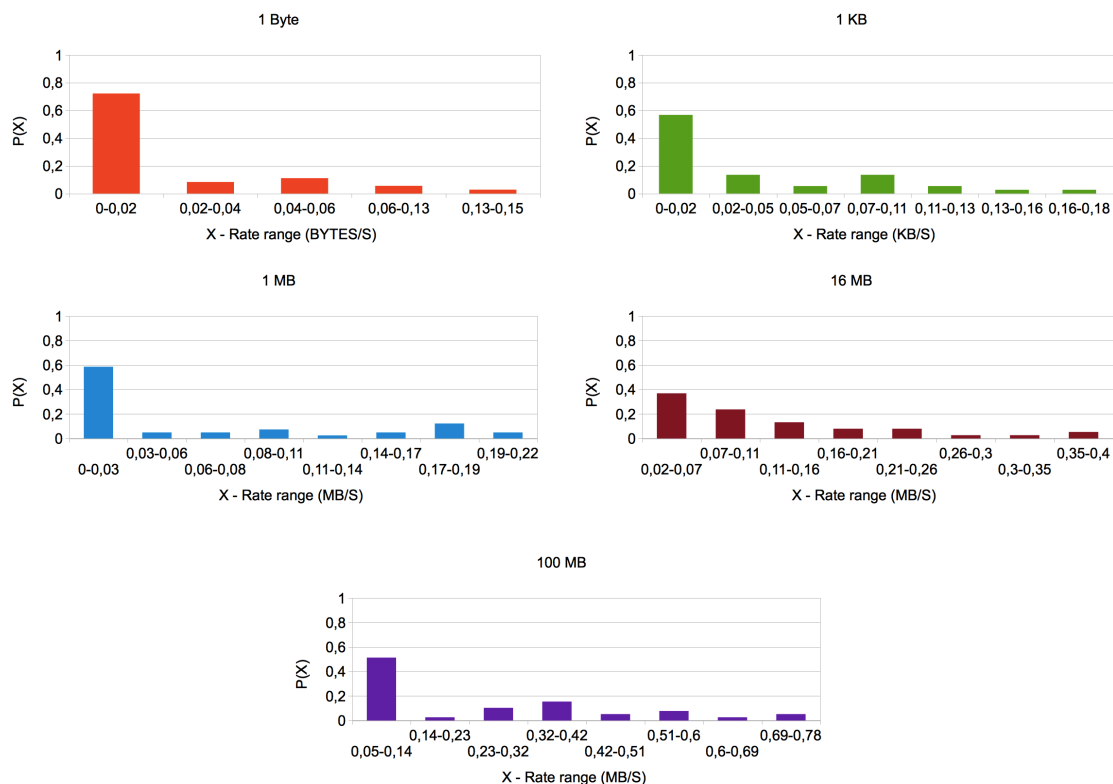 1 Byte
1
0,8
0,6
0,4
0,2
0
P(X)
0-0,02 0,02-0,04 0,04-0,06 0,06-0,13 0,13-0,15
X - Rate range (BYTES/S)
1 KB
1
0,8
0,6
0,4
0,2
0
P(X)
0-0,02 0,02-0,05 0,05-0,07 0,07-0,11 0,11-0,13 0,13-0,16 0,16-0,18
X - Rate range (KB/S)
1 MB
1
0,8
0,6
0,4
0,2
0
P(X)
0,03-0,06 0,08-0,11 0,14-0,17 0,19-0,22
0-0,03 0,06-0,08 0,11-0,14 0,17-0,19
X - Rate range (MB/S)
16 MB
1
0,8
0,6
0,4
0,2
0
P(X)
0,07-0,11 0,16-0,21 0,26-0,3 0,35-0,4
0,02-0,07 0,11-0,16 0,21-0,26 0,3-0,35
X - Rate range (MB/S)
100 MB
1
0,8
0,6
0,4
0,2
0
P(X)
0,14-0,23 0,32-0,42 0,51-0,6 0,69-0,78
0,05-0,14 0,23-0,32 0,42-0,51 0,6-0,69
X - Rate range (MB/S)